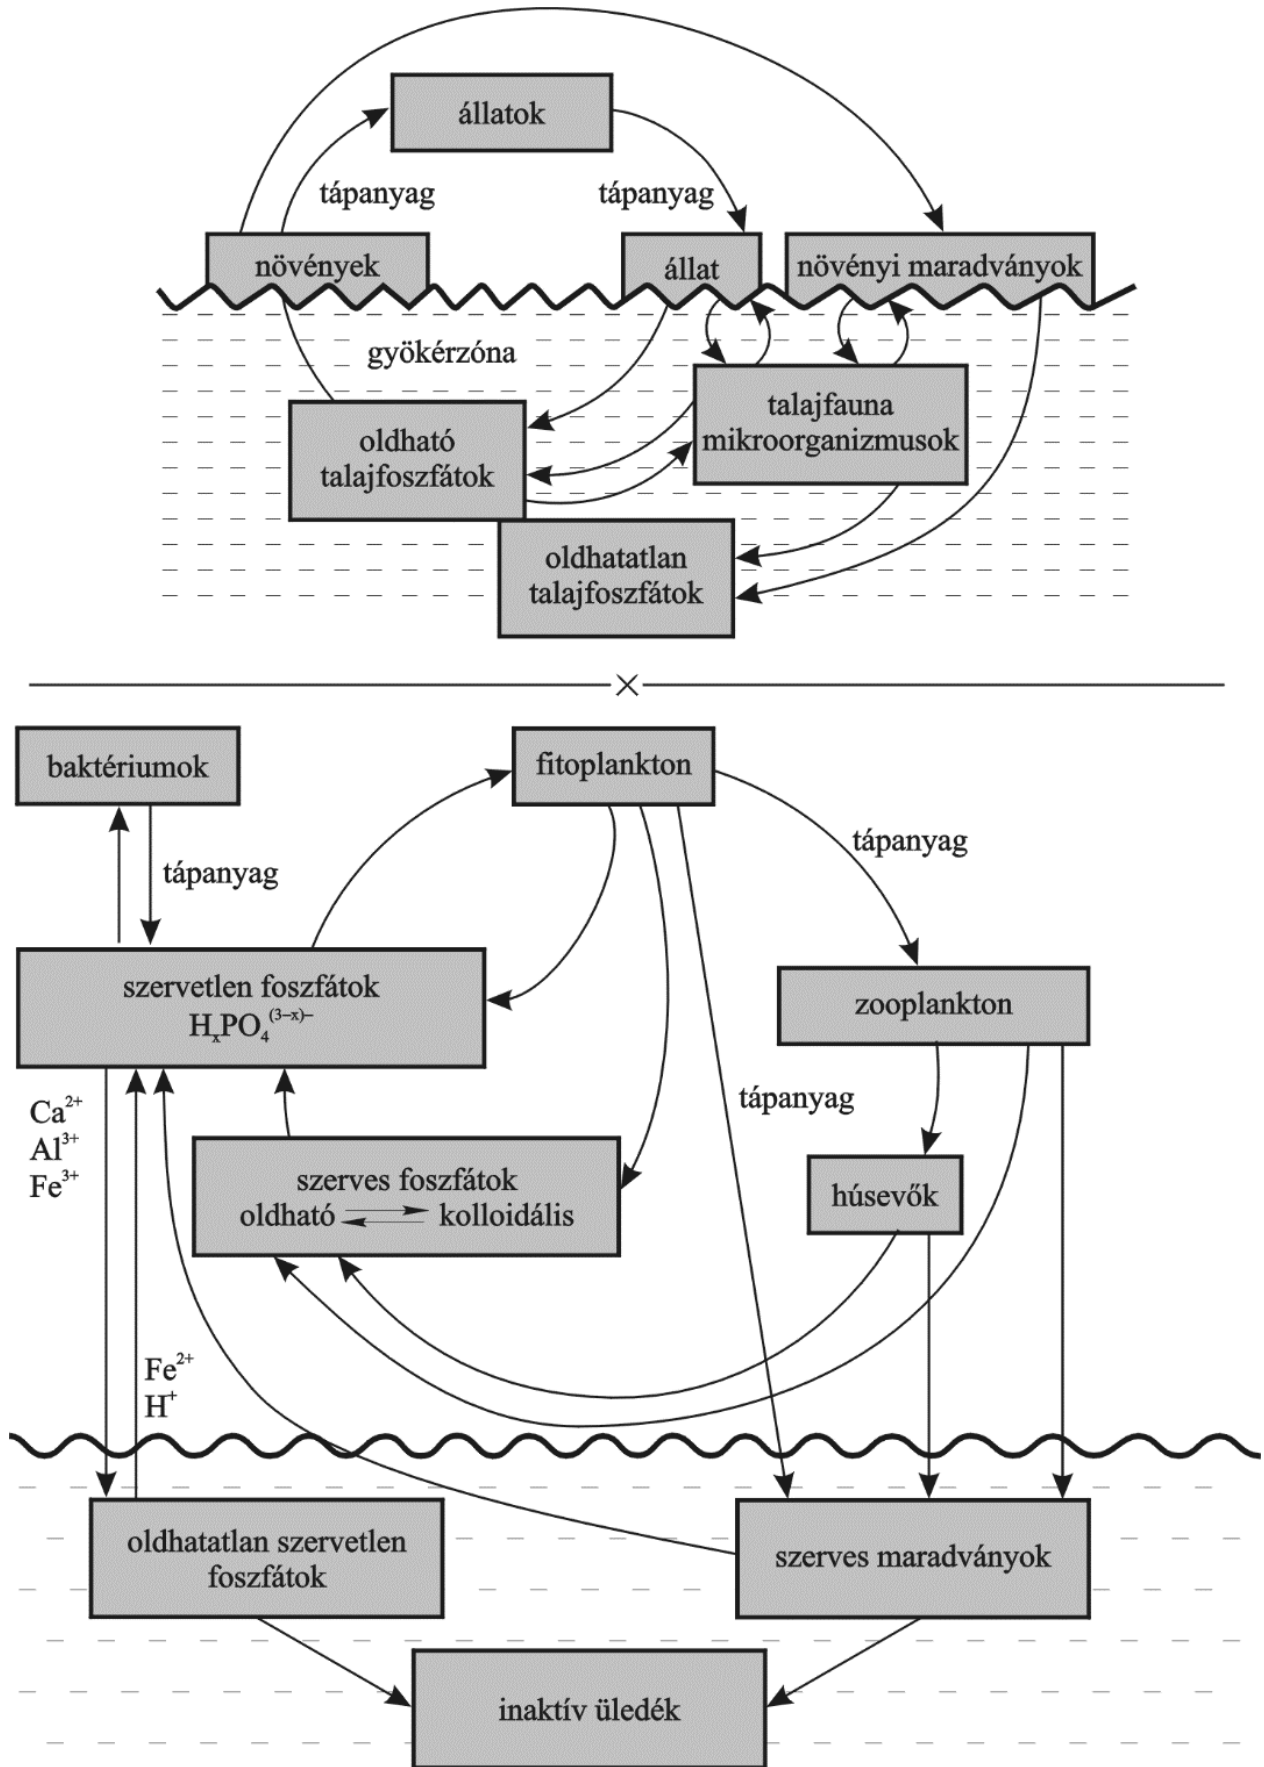 állatok
tápanyag
tápanyag
növények
állat
növényi maradványok
gyökérzóna
oldható
talajfoszfátok
talajfauna
mikroorganizmusok
oldhatatlan
talajfoszfátok
baktériumok
fitoplankton
tápanyag
tápanyag
szervetlen foszfátok
HₓPO₄⁽³⁻ˣ⁾⁻
zooplankton
tápanyag
Ca²⁺
Al³⁺
Fe³⁺
szerves foszfátok
oldható ⇌ kolloidális
húsevők
Fe²⁺
H⁺
oldhatatlan szervetlen
foszfátok
szerves maradványok
inaktív üledék